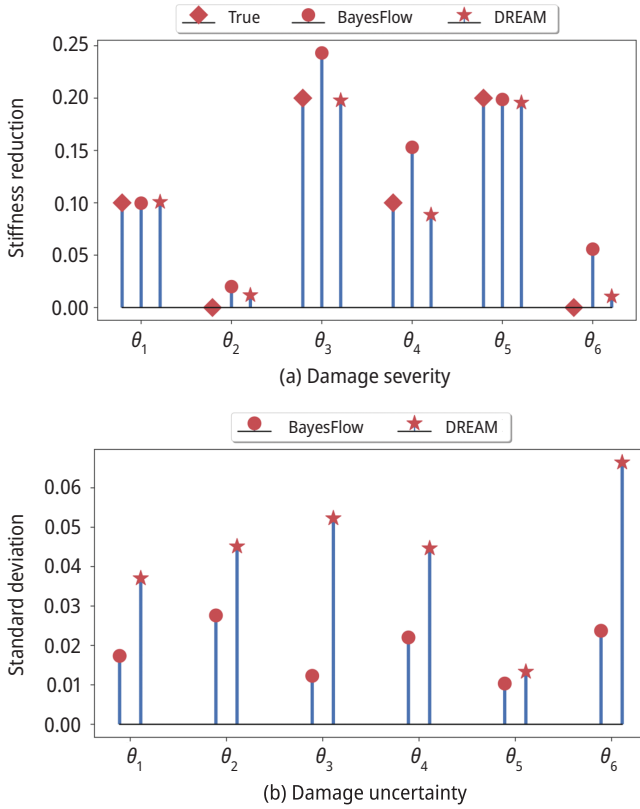 True BayesFlow DREAM
Stiffness reduction
0.25
0.20
0.15
0.10
0.05
0.00
θ1 θ2 θ3 θ4 θ5 θ6
(a) Damage severity
BayesFlow DREAM
Standard deviation
0.06
0.05
0.04
0.03
0.02
0.01
0.00
θ1 θ2 θ3 θ4 θ5 θ6
(b) Damage uncertainty